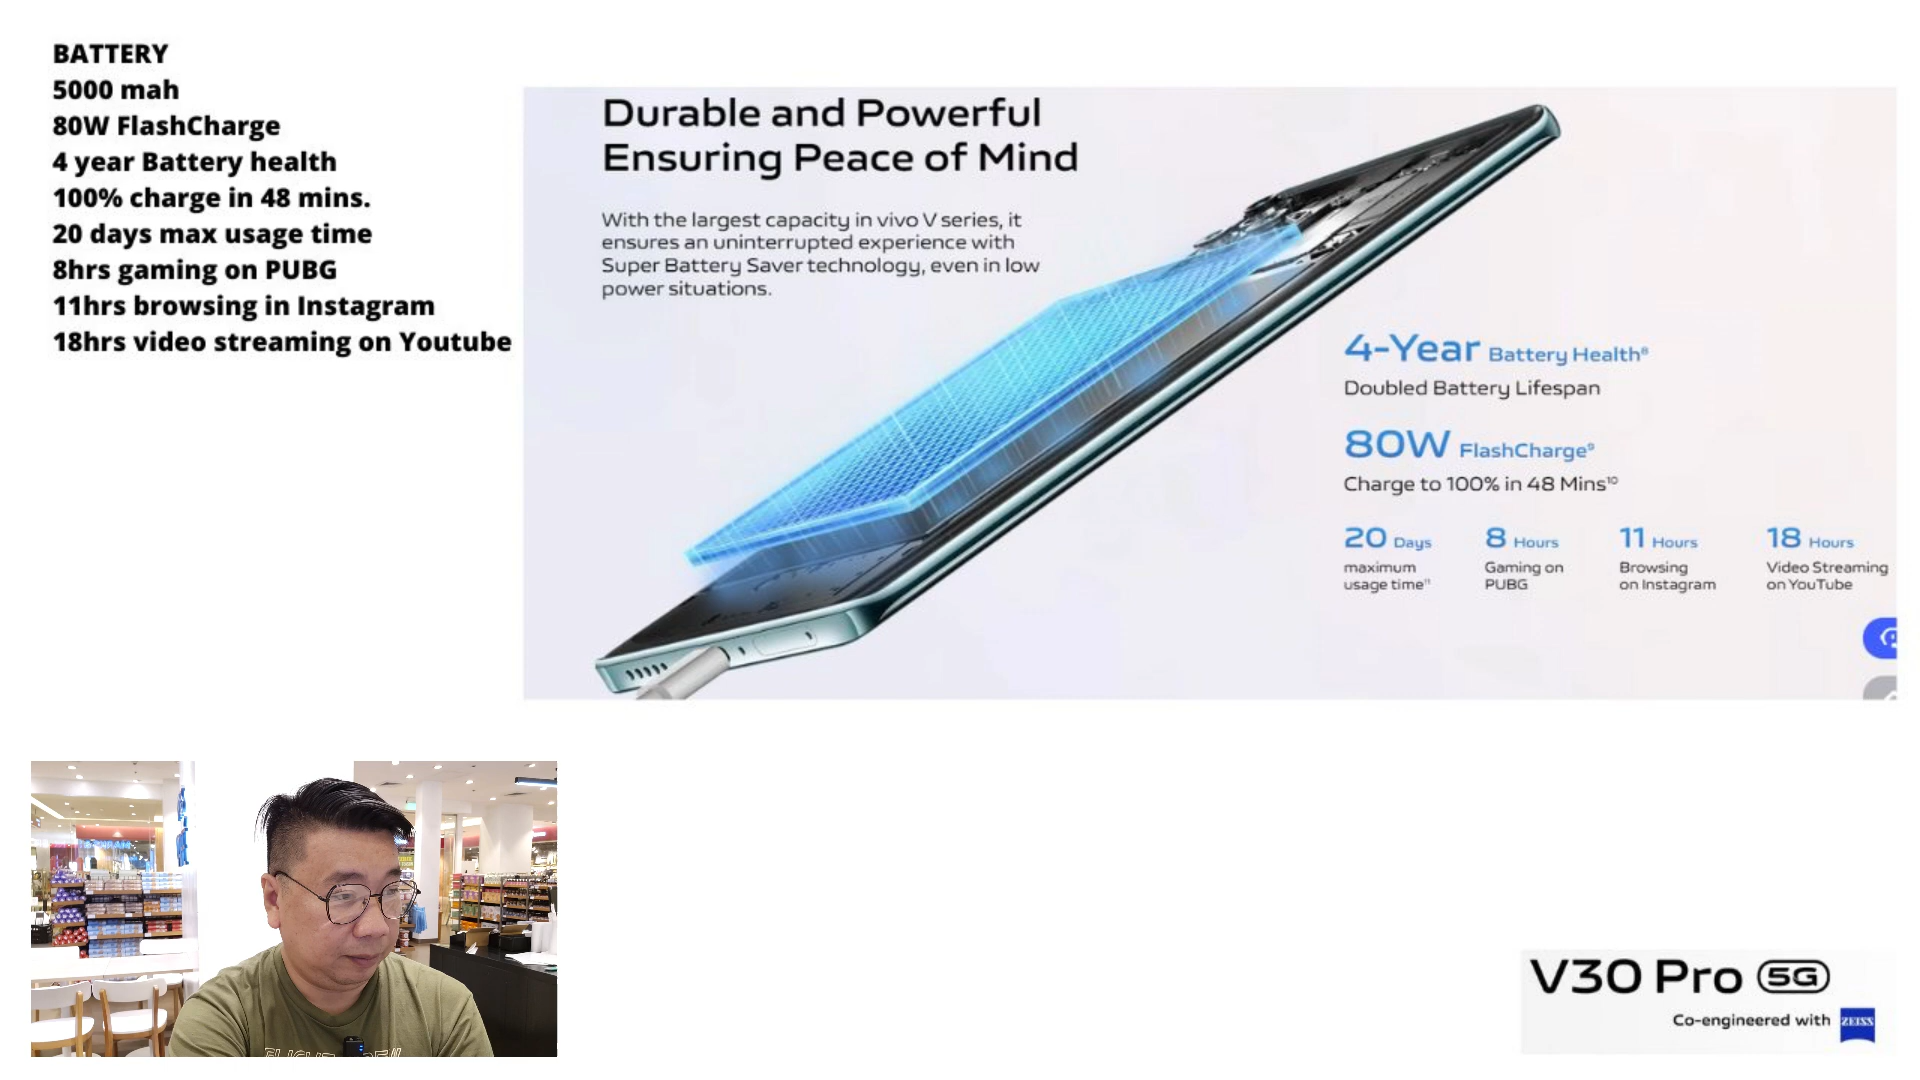 BATTERY
5000 mah
80W FlashCharge
4 year Battery health
100% charge in 48 mins.
20 days max usage time
8hrs gaming on PUBG
11hrs browsing in Instagram
18hrs video streaming on Youtube
Durable and Powerful
Ensuring Peace of Mind
With the largest capacity in vivo V series, it
ensures an uninterrupted experience with
Super Battery Saver technology, even in low
power situations.
4-Year Battery Health⁸
Doubled Battery Lifespan
80W FlashCharge⁹
Charge to 100% in 48 Mins¹⁰
20 Days
maximum
usage time¹¹
8 Hours
Gaming on
PUBG
11 Hours
Browsing
on Instagram
18 Hours
Video Streaming
on YouTube
V30 Pro 5G
Co-engineered with ZEISS